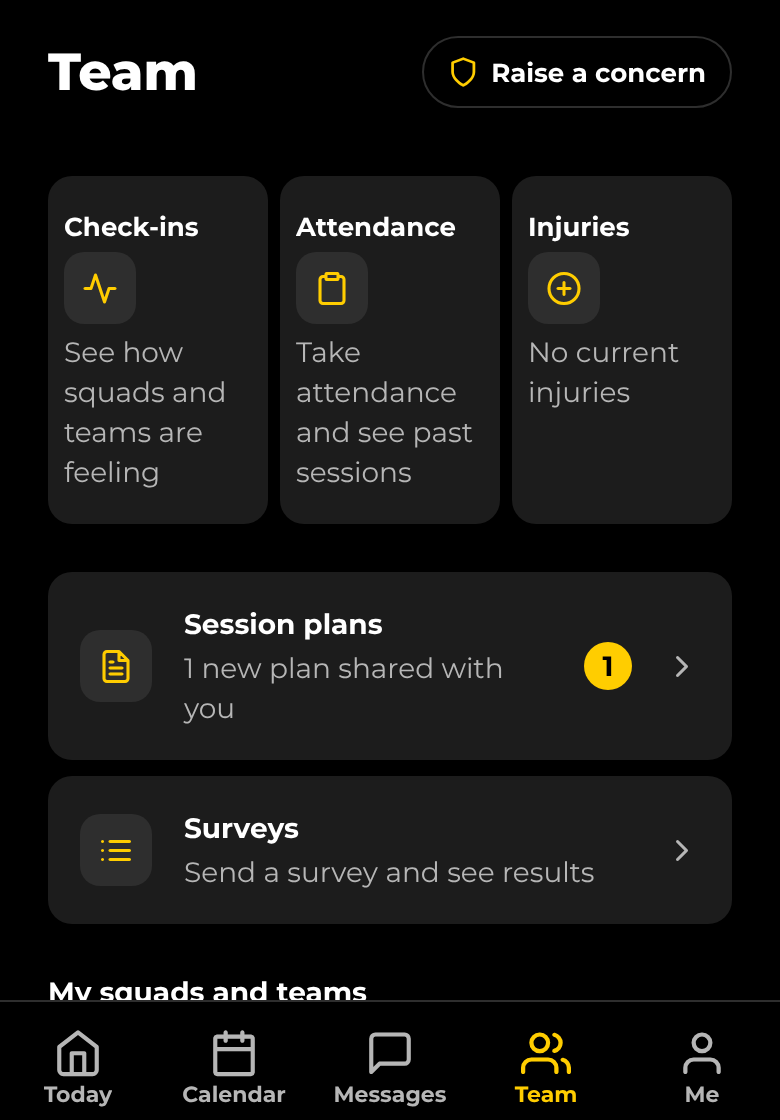 Team
Raise a concern
Check-ins
See how
squads and
teams are
feeling
Attendance
Take
attendance
and see past
sessions
Injuries
No current
injuries
Session plans
1 new plan shared with
you
1
Surveys
Send a survey and see results
My squads and teams
Today
Calendar
Messages
Team
Me